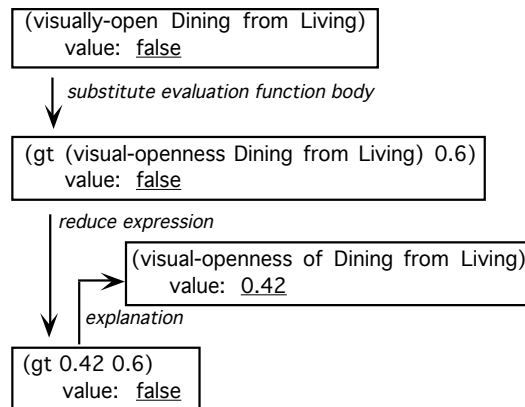 (visually-open Dining from Living)
value: false
substitute evaluation function body
(gt (visual-openness Dining from Living) 0.6)
value: false
reduce expression
(visual-openness of Dining from Living)
value: 0.42
explanation
(gt 0.42 0.6)
value: false